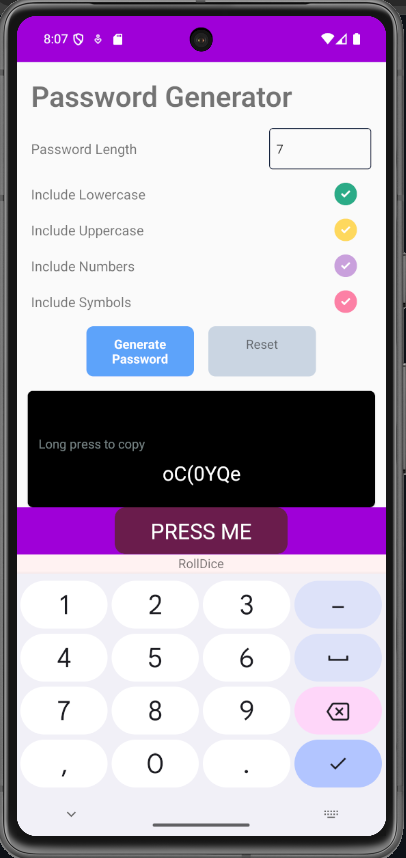 8:07
Password Generator
Password Length
7
Include Lowercase
Include Uppercase
Include Numbers
Include Symbols
Generate
Password
Reset
Long press to copy
oC(0YQe
PRESS ME
RollDice
1 2 3 –
4 5 6
7 8 9
, 0 .